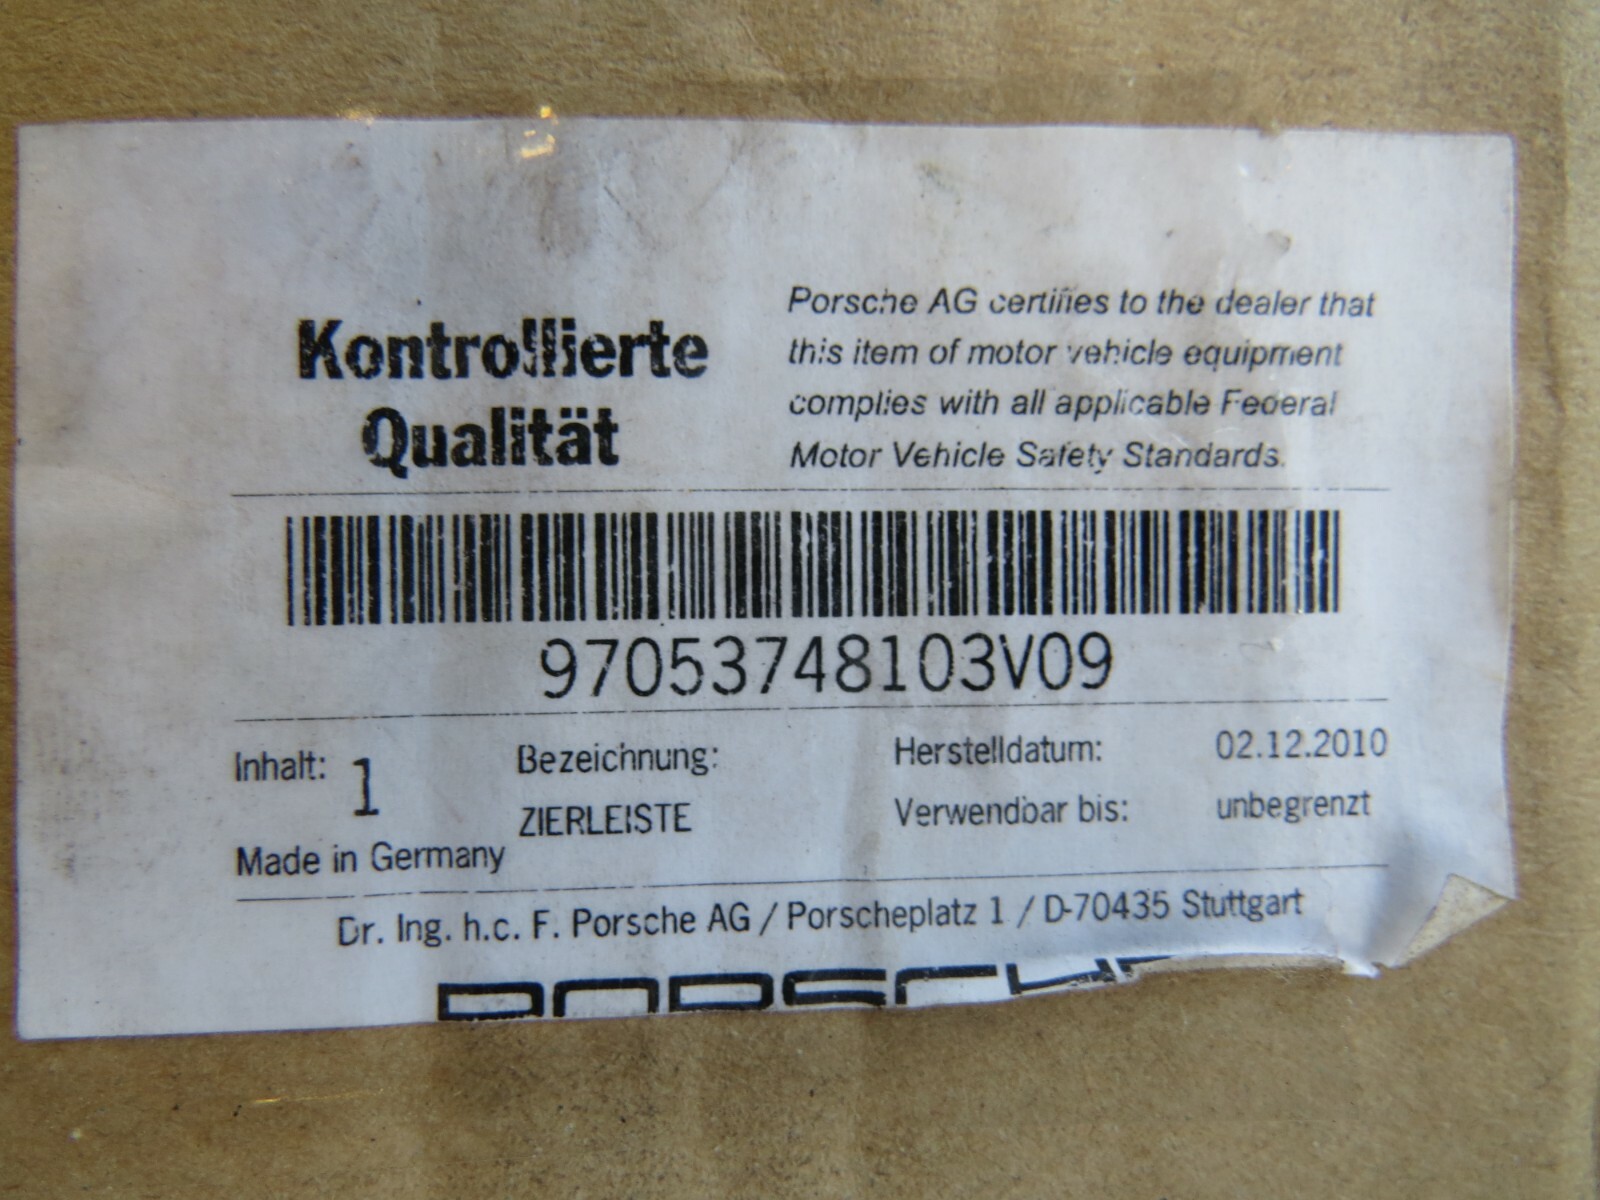 Kontrollierte
Qualität
Porsche AG certifies to the dealer that
this item of motor vehicle equipment
complies with all applicable Federal
Motor Vehicle Safety Standards.
97053748103V09
Inhalt: 1
Made in Germany
Bezeichnung:
ZIERLEISTE
Herstelldatum: 02.12.2010
Verwendbar bis: unbegrenzt
Dr. Ing. h.c. F. Porsche AG / Porscheplatz 1 / D-70435 Stuttgart